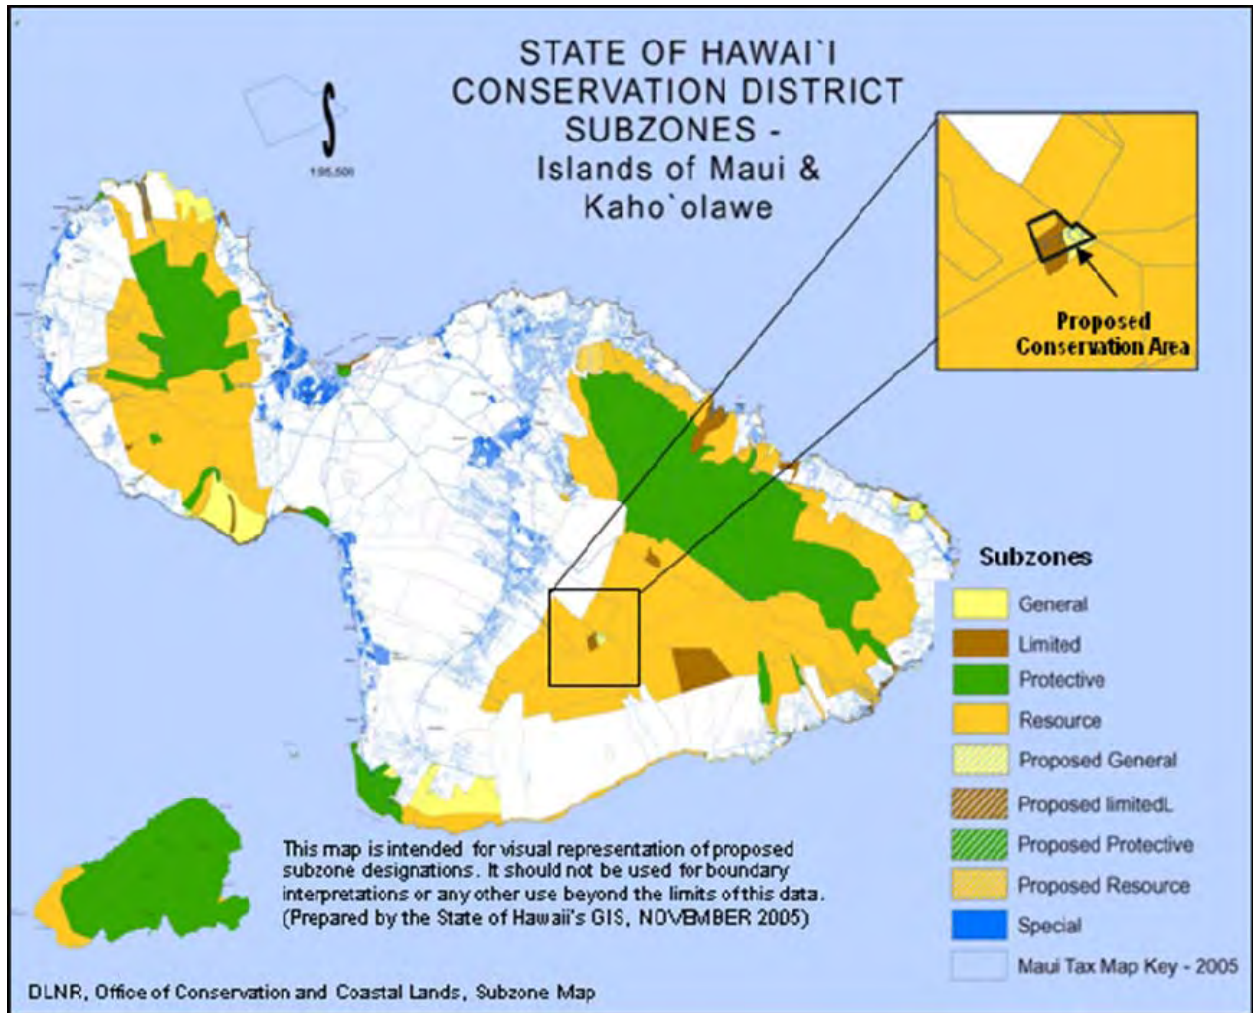 STATE OF HAWAI`I
CONSERVATION DISTRICT
SUBZONES -
Islands of Maui &
Kaho`olawe
Proposed
Conservation Area
Subzones
General
Limited
Protective
Resource
Proposed General
Proposed limitedL
Proposed Protective
Proposed Resource
Special
Maui Tax Map Key - 2005
This map is intended for visual representation of proposed
subzone designations. It should not be used for boundary
interpretations or any other use beyond the limits of this data.
(Prepared by the State of Hawaii's GIS, NOVEMBER 2005)
DLNR, Office of Conservation and Coastal Lands, Subzone Map